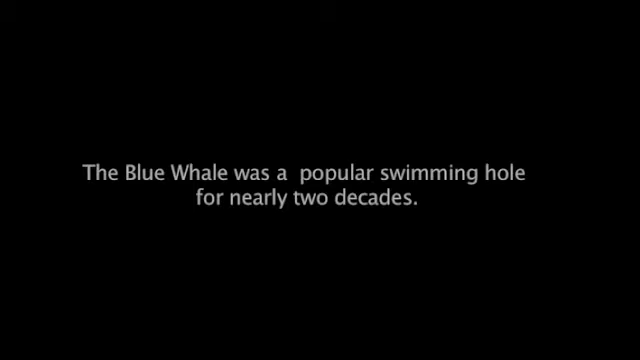 The Blue Whale was a  popular swimming hole
for nearly two decades.